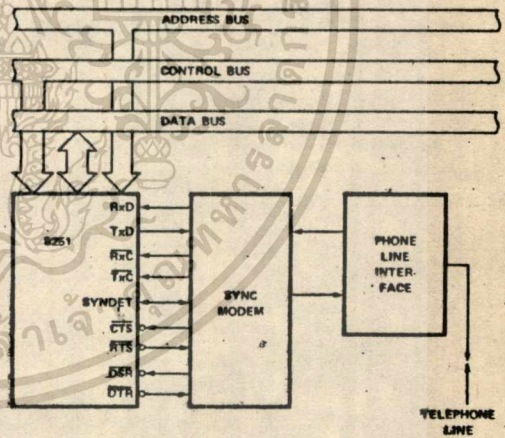 ADDRESS BUS
CONTROL BUS
DATA BUS
8251
RxD
TxD
RxC
TxC
SYNDET
CTS
RTS
DSR
DTR
SYNC
MODEM
PHONE
LINE
INTER-
FACE
TELEPHONE
LINE